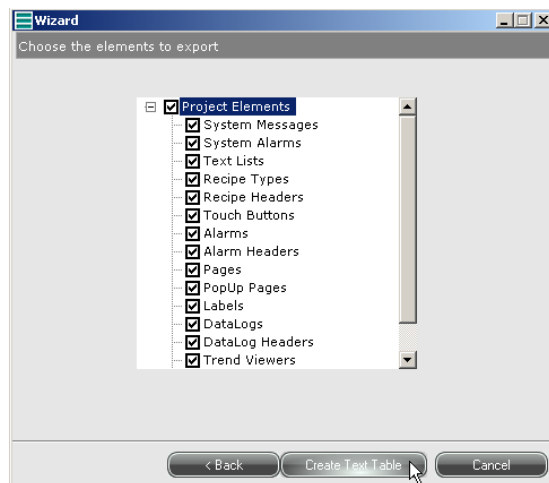 Wizard
Choose the elements to export
Project Elements
System Messages
System Alarms
Text Lists
Recipe Types
Recipe Headers
Touch Buttons
Alarms
Alarm Headers
Pages
PopUp Pages
Labels
DataLogs
DataLog Headers
Trend Viewers
< Back
Create Text Table
Cancel